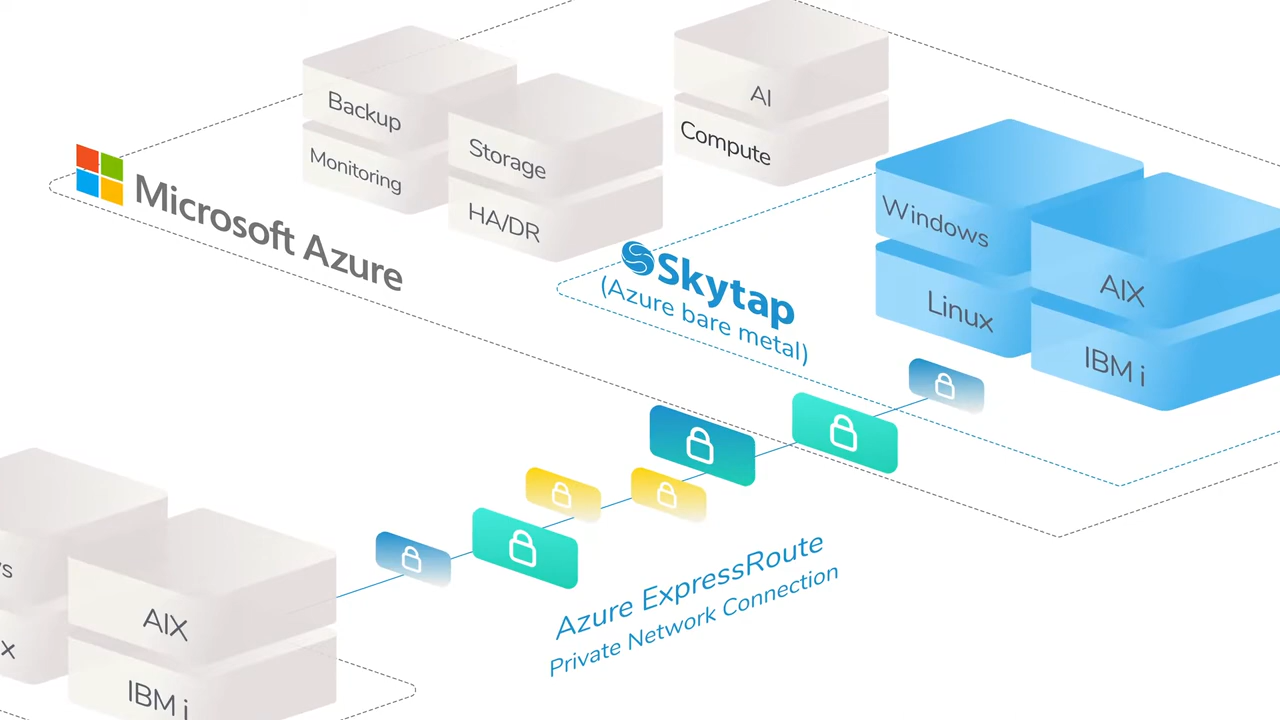 Backup
Monitoring
Storage
HA/DR
AI
Compute
Microsoft Azure
Skytap
(Azure bare metal)
Windows
Linux
AIX
IBM i
Azure ExpressRoute
Private Network Connection
s
x
AIX
IBM i